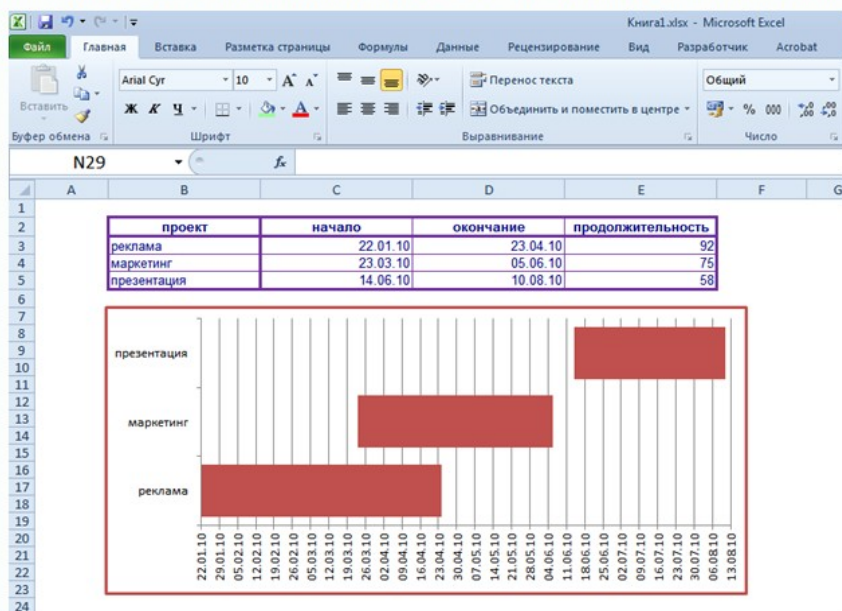 Книга1.xlsx - Microsoft Excel
Файл Главная Вставка Разметка страницы Формулы Данные Рецензирование Вид Разработчик Acrobat
Вставить
Arial Cyr 10 A A
Ж К Ч
Перенос текста
Объединить и поместить в центре
Общий
% 000
Буфер обмена Шрифт Выравнивание Число
N29 fx
A B C D E F G
1
2 проект начало окончание продолжительность
3 реклама 22.01.10 23.04.10 92
4 маркетинг 23.03.10 05.06.10 75
5 презентация 14.06.10 10.08.10 58
6
7
8
9
10
11
12
13
14
15
16
17
18
19
20
21
22
23
24
презентация
маркетинг
реклама
22.01.10 29.01.10 05.02.10 12.02.10 19.02.10 26.02.10 05.03.10 12.03.10 19.03.10 26.03.10 02.04.10 09.04.10 16.04.10 23.04.10 30.04.10 07.05.10 14.05.10 21.05.10 28.05.10 04.06.10 11.06.10 18.06.10 25.06.10 02.07.10 09.07.10 16.07.10 23.07.10 30.07.10 06.08.10 13.08.10